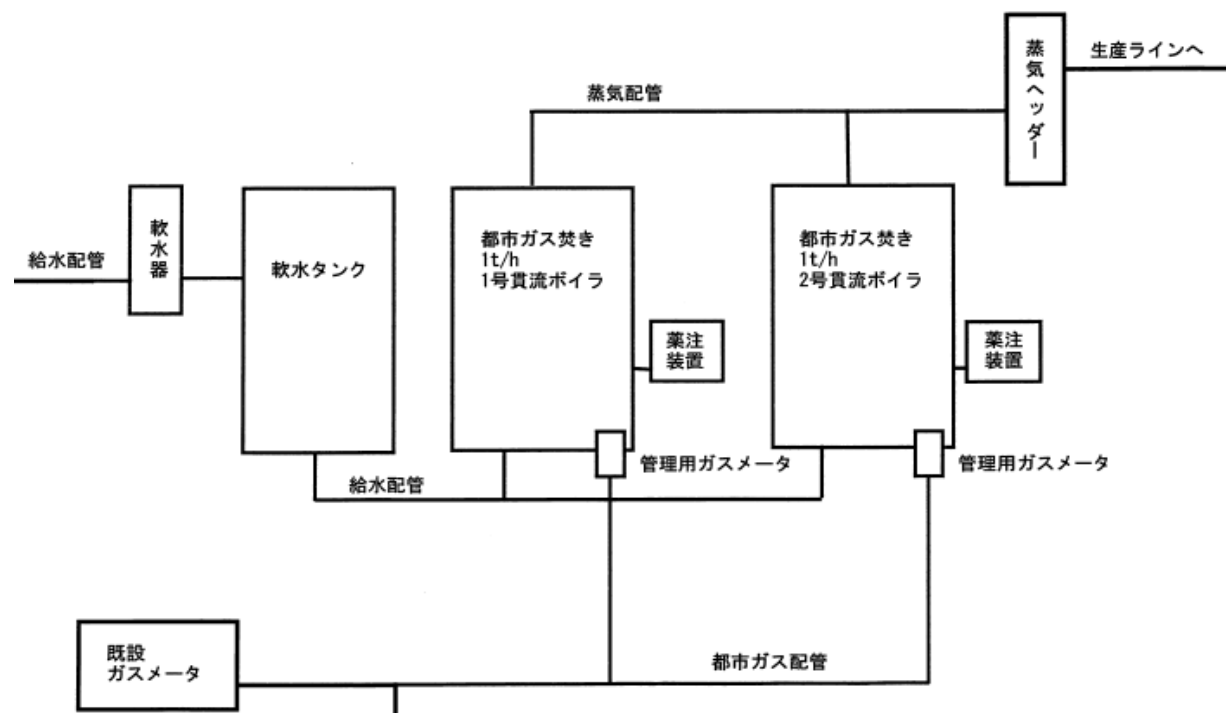 生産ラインへ
蒸気ヘッダー
蒸気配管
給水配管
軟水器
軟水タンク
都市ガス焚き
1t/h
1号貫流ボイラ
都市ガス焚き
1t/h
2号貫流ボイラ
薬注
装置
薬注
装置
管理用ガスメータ
管理用ガスメータ
給水配管
既設
ガスメータ
都市ガス配管